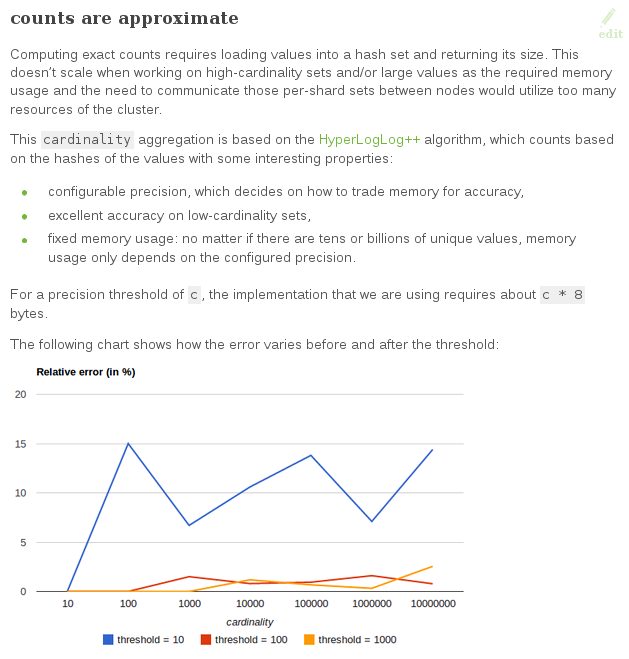 counts are approximate
edit
Computing exact counts requires loading values into a hash set and returning its size. This
doesn’t scale when working on high-cardinality sets and/or large values as the required memory
usage and the need to communicate those per-shard sets between nodes would utilize too many
resources of the cluster.
This cardinality aggregation is based on the HyperLogLog++ algorithm, which counts based
on the hashes of the values with some interesting properties:
configurable precision, which decides on how to trade memory for accuracy,
excellent accuracy on low-cardinality sets,
fixed memory usage: no matter if there are tens or billions of unique values, memory
usage only depends on the configured precision.
For a precision threshold of c, the implementation that we are using requires about c * 8
bytes.
The following chart shows how the error varies before and after the threshold:
Relative error (in %)
20
15
10
5
0
10 100 1000 10000 100000 1000000 10000000
cardinality
threshold = 10 threshold = 100 threshold = 1000